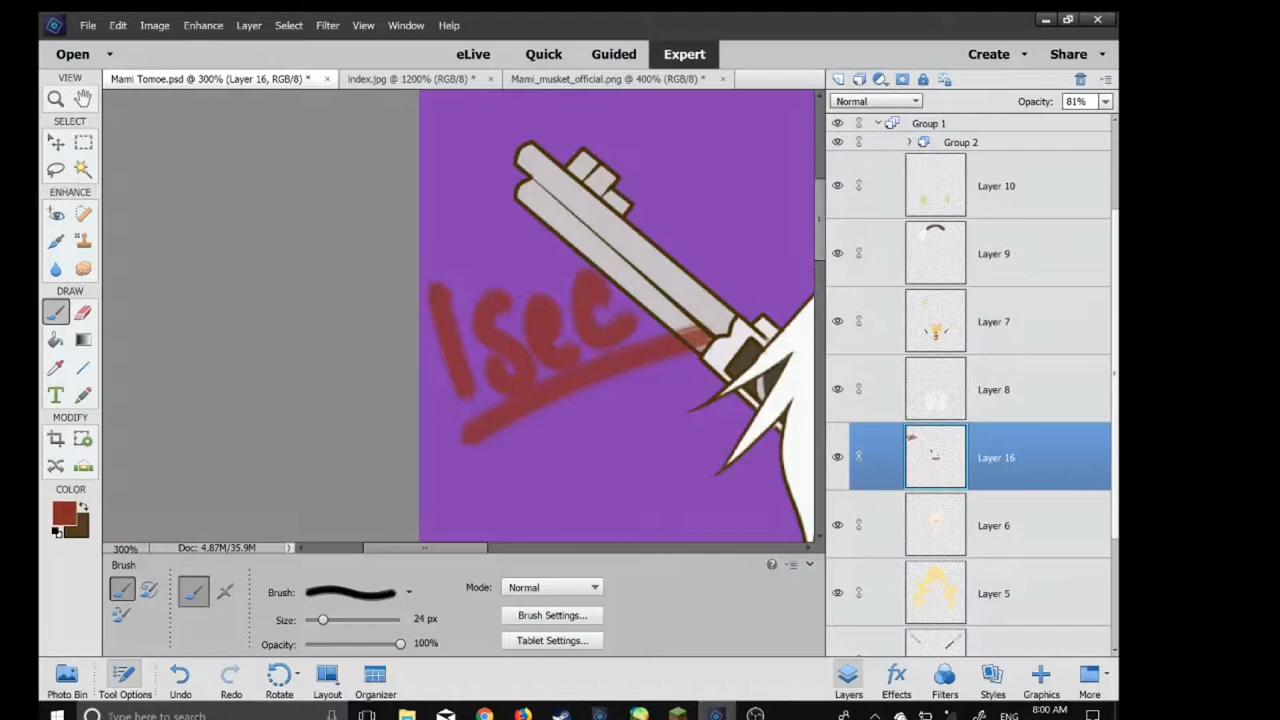 File Edit Image Enhance Layer Select Filter View Window Help
Open eLive Quick Guided Expert Create Share
VIEW Mami Tomoe.psd @ 300% (Layer 16, RGB/8) * × index.jpg @ 1200% (RGB/8) * × Mami_musket_official.png @ 400% (RGB/8) * ×
Normal Opacity: 81%
SELECT
ENHANCE
DRAW
MODIFY
COLOR
1sec
Group 1
Group 2
Layer 10
Layer 9
Layer 7
Layer 8
Layer 16
Layer 6
Layer 5
300% Doc: 4.87M/35.9M
Brush
Brush: Mode: Normal
Size: 24 px Brush Settings...
Opacity: 100% Tablet Settings...
Photo Bin Tool Options Undo Redo Rotate Layout Organizer Layers Effects Filters Styles Graphics More
Type here to search ENG 8:00 AM